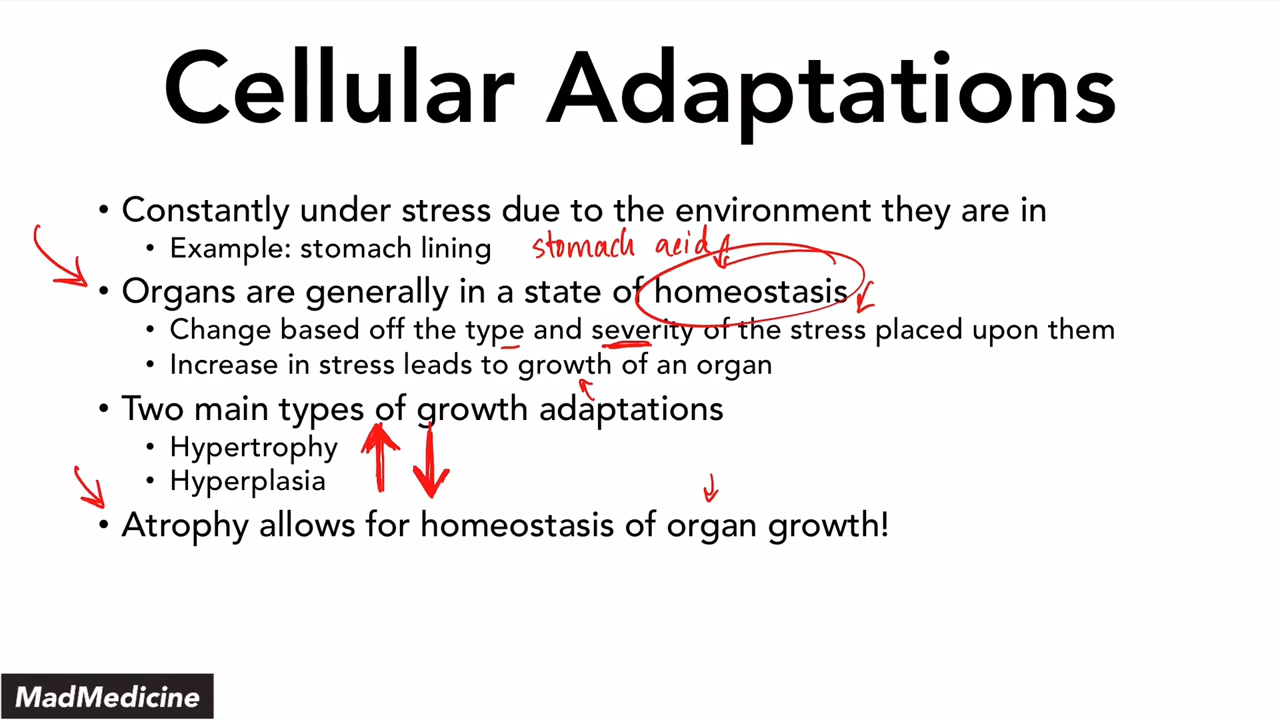 Cellular Adaptations
• Constantly under stress due to the environment they are in
• Example: stomach lining stomach acid
• Organs are generally in a state of homeostasis
• Change based off the type and severity of the stress placed upon them
• Increase in stress leads to growth of an organ
• Two main types of growth adaptations
• Hypertrophy
• Hyperplasia
• Atrophy allows for homeostasis of organ growth!
MadMedicine